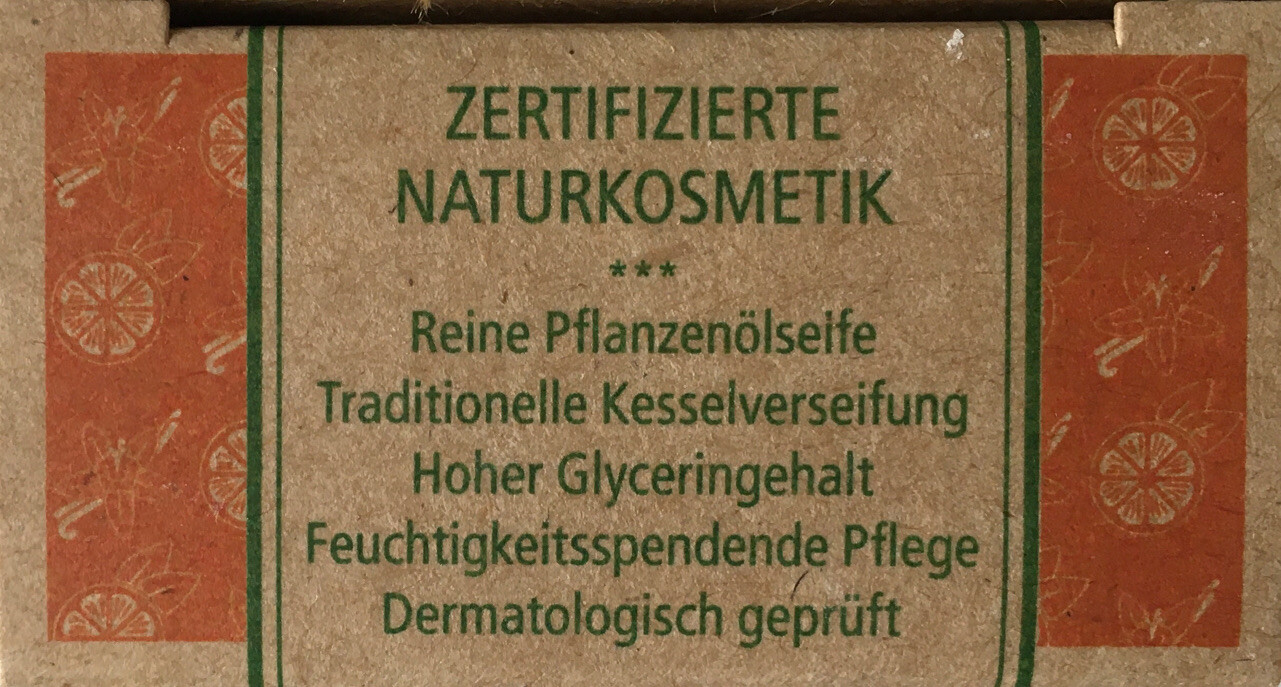 ZERTIFIZIERTE
NATURKOSMETIK
***
Reine Pflanzenölseife
Traditionelle Kesselverseifung
Hoher Glyceringehalt
Feuchtigkeitsspendende Pflege
Dermatologisch geprüft